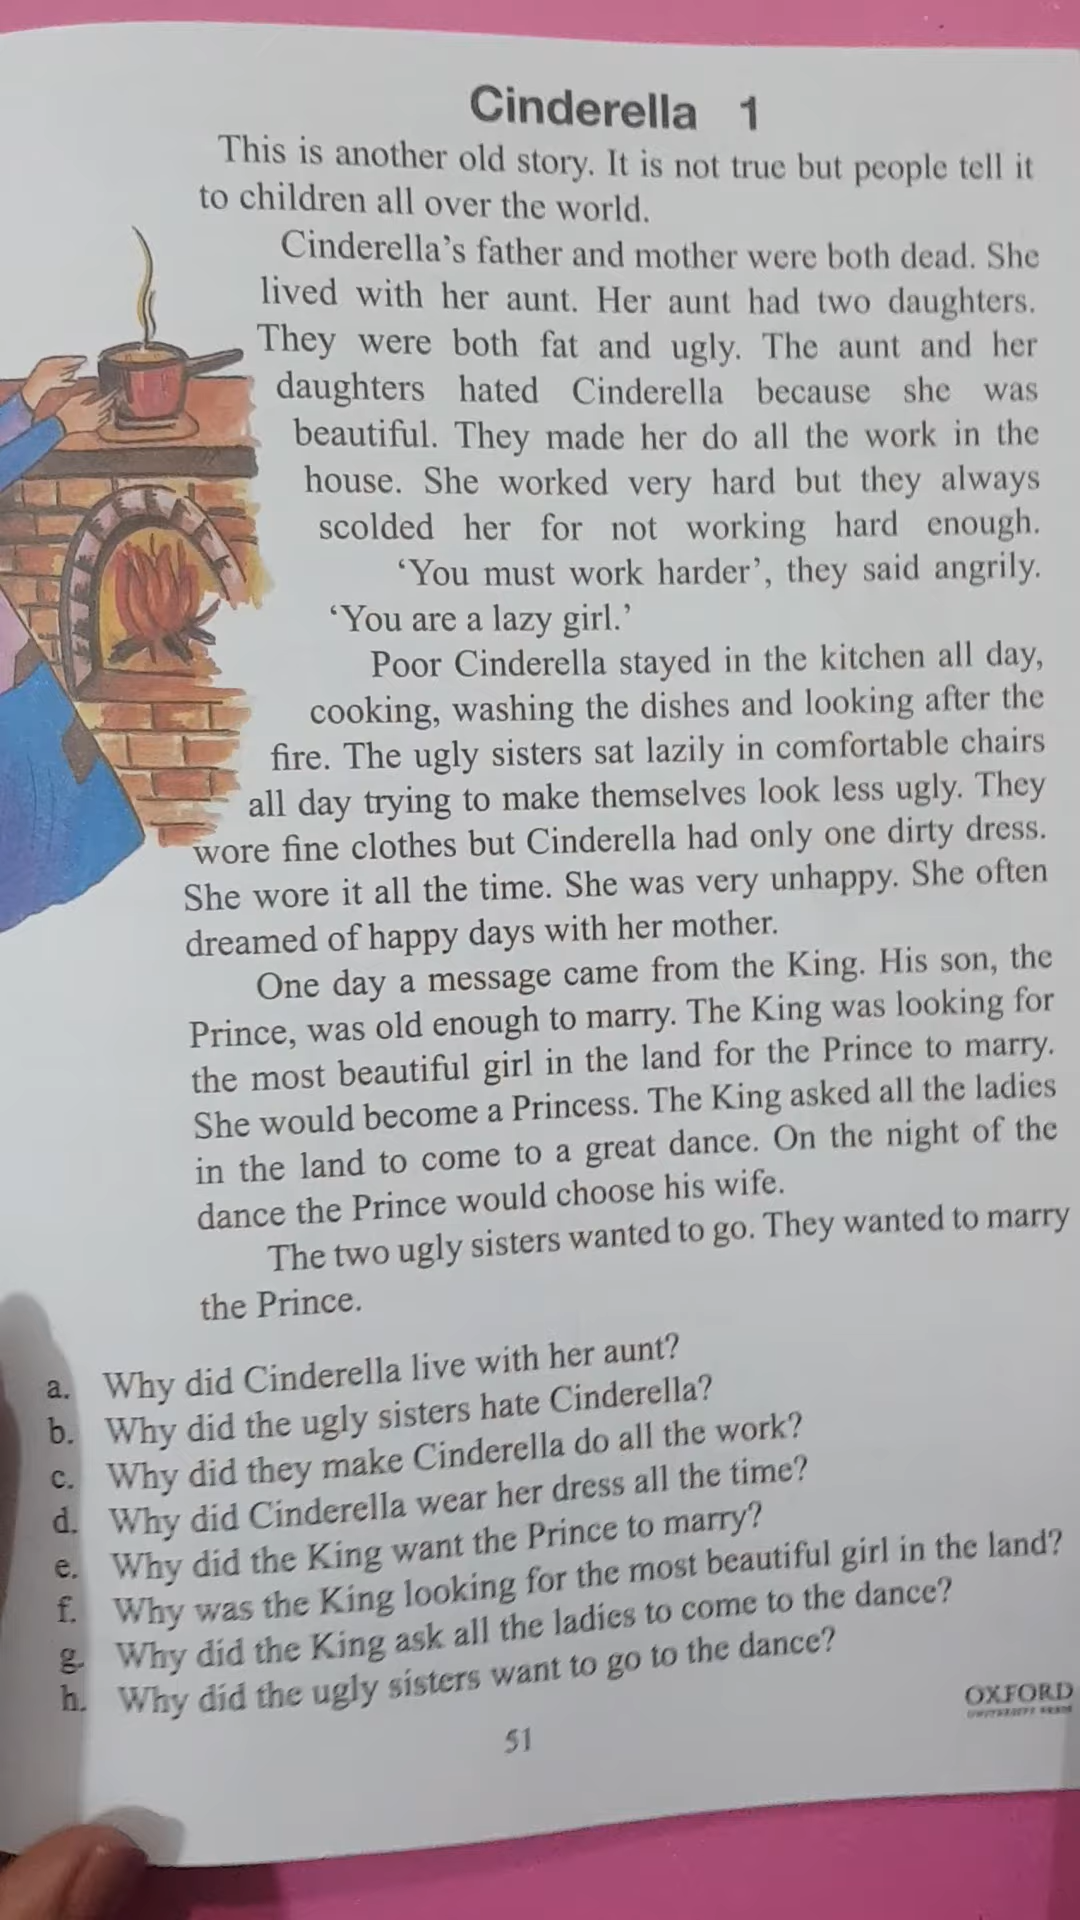 Cinderella 1
This is another old story. It is not true but people tell it
to children all over the world.
Cinderella's father and mother were both dead. She
lived with her aunt. Her aunt had two daughters.
They were both fat and ugly. The aunt and her
daughters hated Cinderella because she was
beautiful. They made her do all the work in the
house. She worked very hard but they always
scolded her for not working hard enough.
‘You must work harder’, they said angrily.
‘You are a lazy girl.’
Poor Cinderella stayed in the kitchen all day,
cooking, washing the dishes and looking after the
fire. The ugly sisters sat lazily in comfortable chairs
all day trying to make themselves look less ugly. They
wore fine clothes but Cinderella had only one dirty dress.
She wore it all the time. She was very unhappy. She often
dreamed of happy days with her mother.
One day a message came from the King. His son, the
Prince, was old enough to marry. The King was looking for
the most beautiful girl in the land for the Prince to marry.
She would become a Princess. The King asked all the ladies
in the land to come to a great dance. On the night of the
dance the Prince would choose his wife.
The two ugly sisters wanted to go. They wanted to marry
the Prince.
a. Why did Cinderella live with her aunt?
b. Why did the ugly sisters hate Cinderella?
c. Why did they make Cinderella do all the work?
d. Why did Cinderella wear her dress all the time?
e. Why did the King want the Prince to marry?
f. Why was the King looking for the most beautiful girl in the land?
g. Why did the King ask all the ladies to come to the dance?
h. Why did the ugly sisters want to go to the dance?
OXFORD
UNIVERSITY PRESS
51